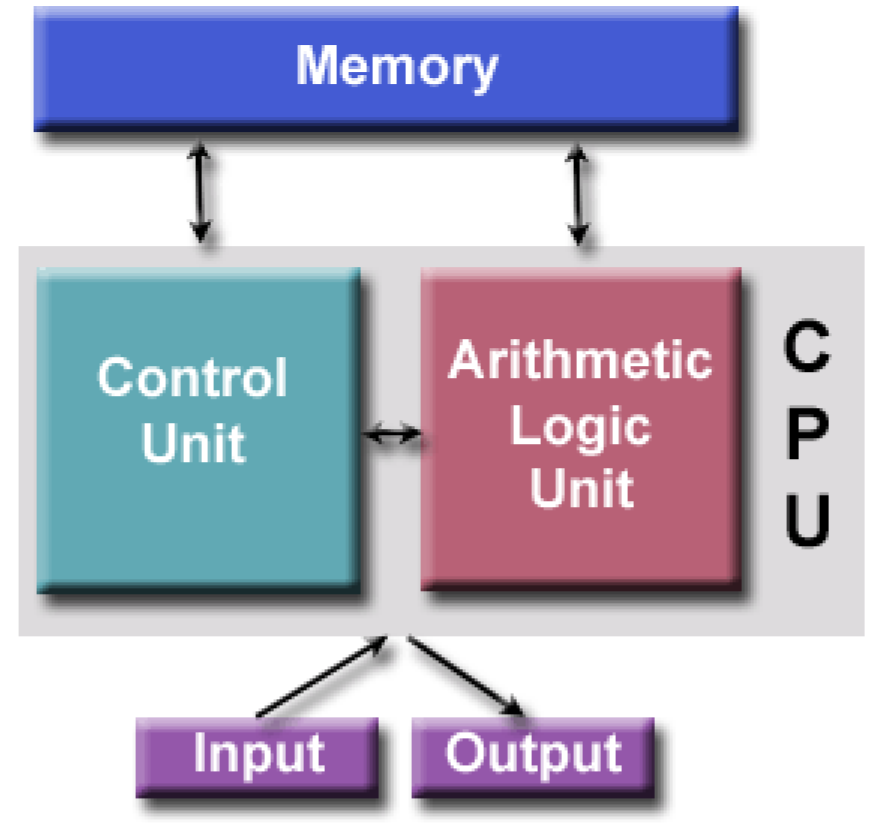 Memory
Control
Unit
Arithmetic
Logic
Unit
C
P
U
Input
Output